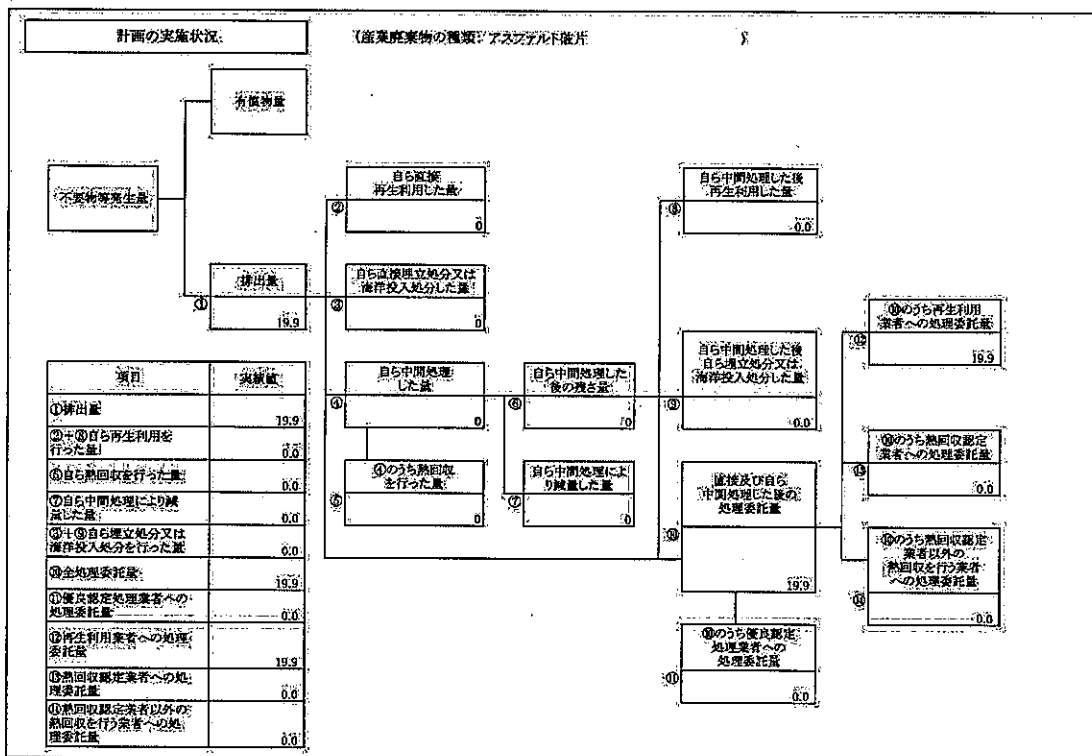 計画の実施状況
(産業廃棄物の種類:アスファルト破片 )
有償物量
不要物等発生量
①
排出量
19.9
②
自ら直接
再生利用した量
0
③
自ら直接埋立処分又は
海洋投入処分した量
0
④
自ら中間処理
した量
0
⑤
④のうち熱回収
を行った量
0
⑥
自ら中間処理した
後の残さ量
0
⑦
自ら中間処理によ
り減量した量
0
⑧
自ら中間処理した後
再生利用した量
0.0
⑨
自ら中間処理した後
自ら埋立処分又は
海洋投入処分した量
0.0
⑩
直接及び自ら
中間処理した後の
処理委託量
19.9
⑪
⑩のうち優良認定
処理業者への
処理委託量
0.0
⑫
⑩のうち再生利用
業者への処理委託量
19.9
⑬
⑩のうち熱回収認定
業者への処理委託量
0.0
⑭
⑩のうち熱回収認定
業者以外の
熱回収を行う業者
への処理委託量
0.0
項目 実績値
①排出量 19.9
②+⑧自ら再生利用を
行った量 0.0
⑤自ら熱回収を行った量 0.0
⑦自ら中間処理により減
量した量 0.0
③+⑨自ら埋立処分又は
海洋投入処分を行った量 0.0
⑩全処理委託量 19.9
⑪優良認定処理業者への
処理委託量 0.0
⑫再生利用業者への処理
委託量 19.9
⑬熱回収認定業者への処
理委託量 0.0
⑭熱回収認定業者以外の
熱回収を行う業者への処
理委託量 0.0